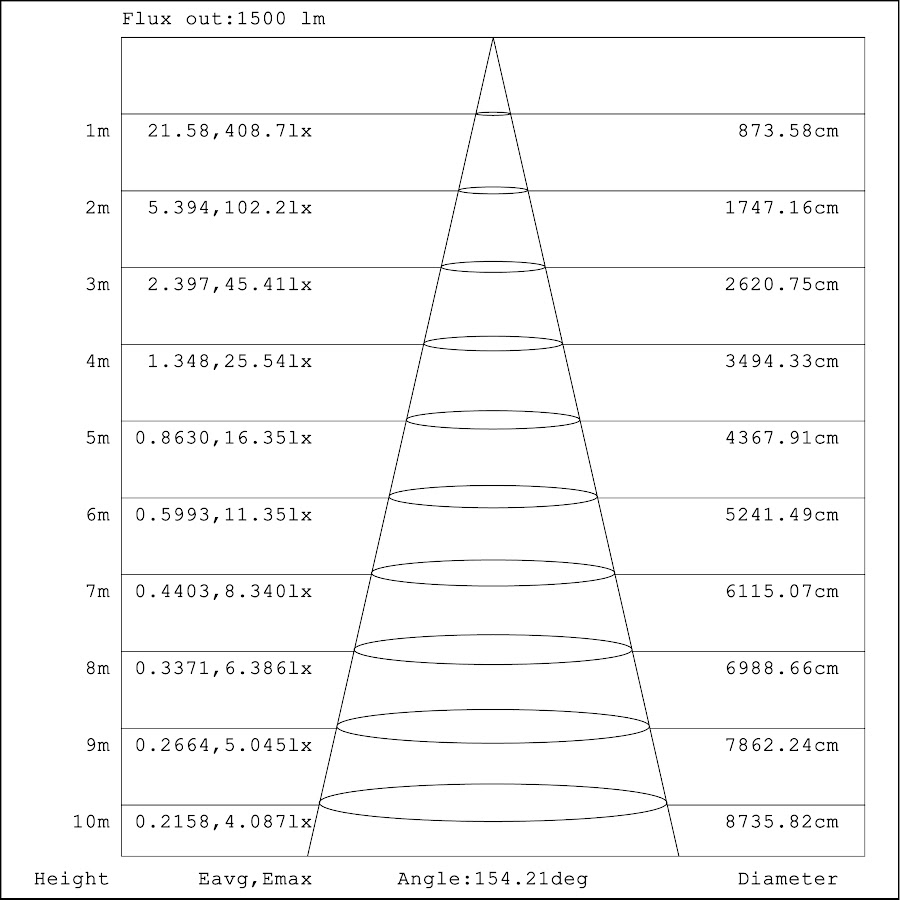 Flux out:1500 lm
1m 21.58,408.7lx 873.58cm
2m 5.394,102.2lx 1747.16cm
3m 2.397,45.41lx 2620.75cm
4m 1.348,25.54lx 3494.33cm
5m 0.8630,16.35lx 4367.91cm
6m 0.5993,11.35lx 5241.49cm
7m 0.4403,8.340lx 6115.07cm
8m 0.3371,6.386lx 6988.66cm
9m 0.2664,5.045lx 7862.24cm
10m 0.2158,4.087lx 8735.82cm
Height Eavg,Emax Angle:154.21deg Diameter